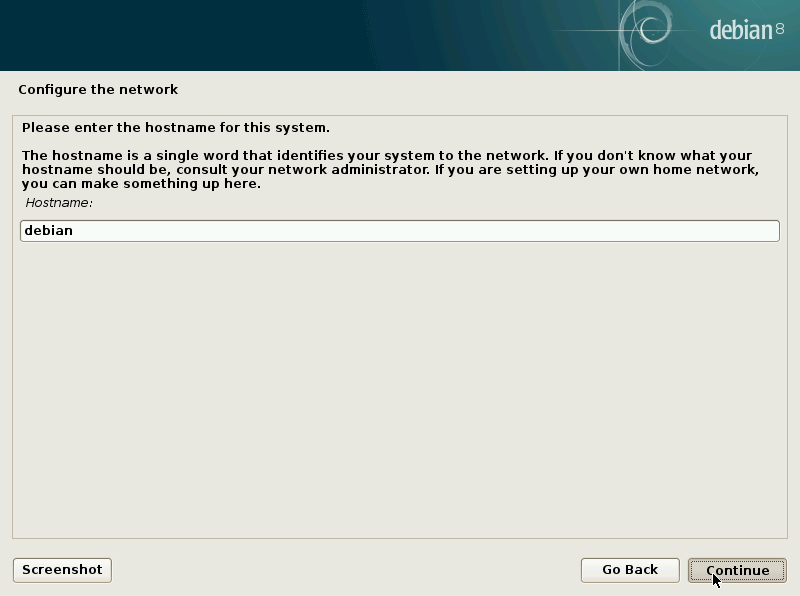 debian 8
Configure the network
Please enter the hostname for this system.
The hostname is a single word that identifies your system to the network. If you don't know what your
hostname should be, consult your network administrator. If you are setting up your own home network,
you can make something up here.
Hostname:
debian
Screenshot
Go Back
Continue